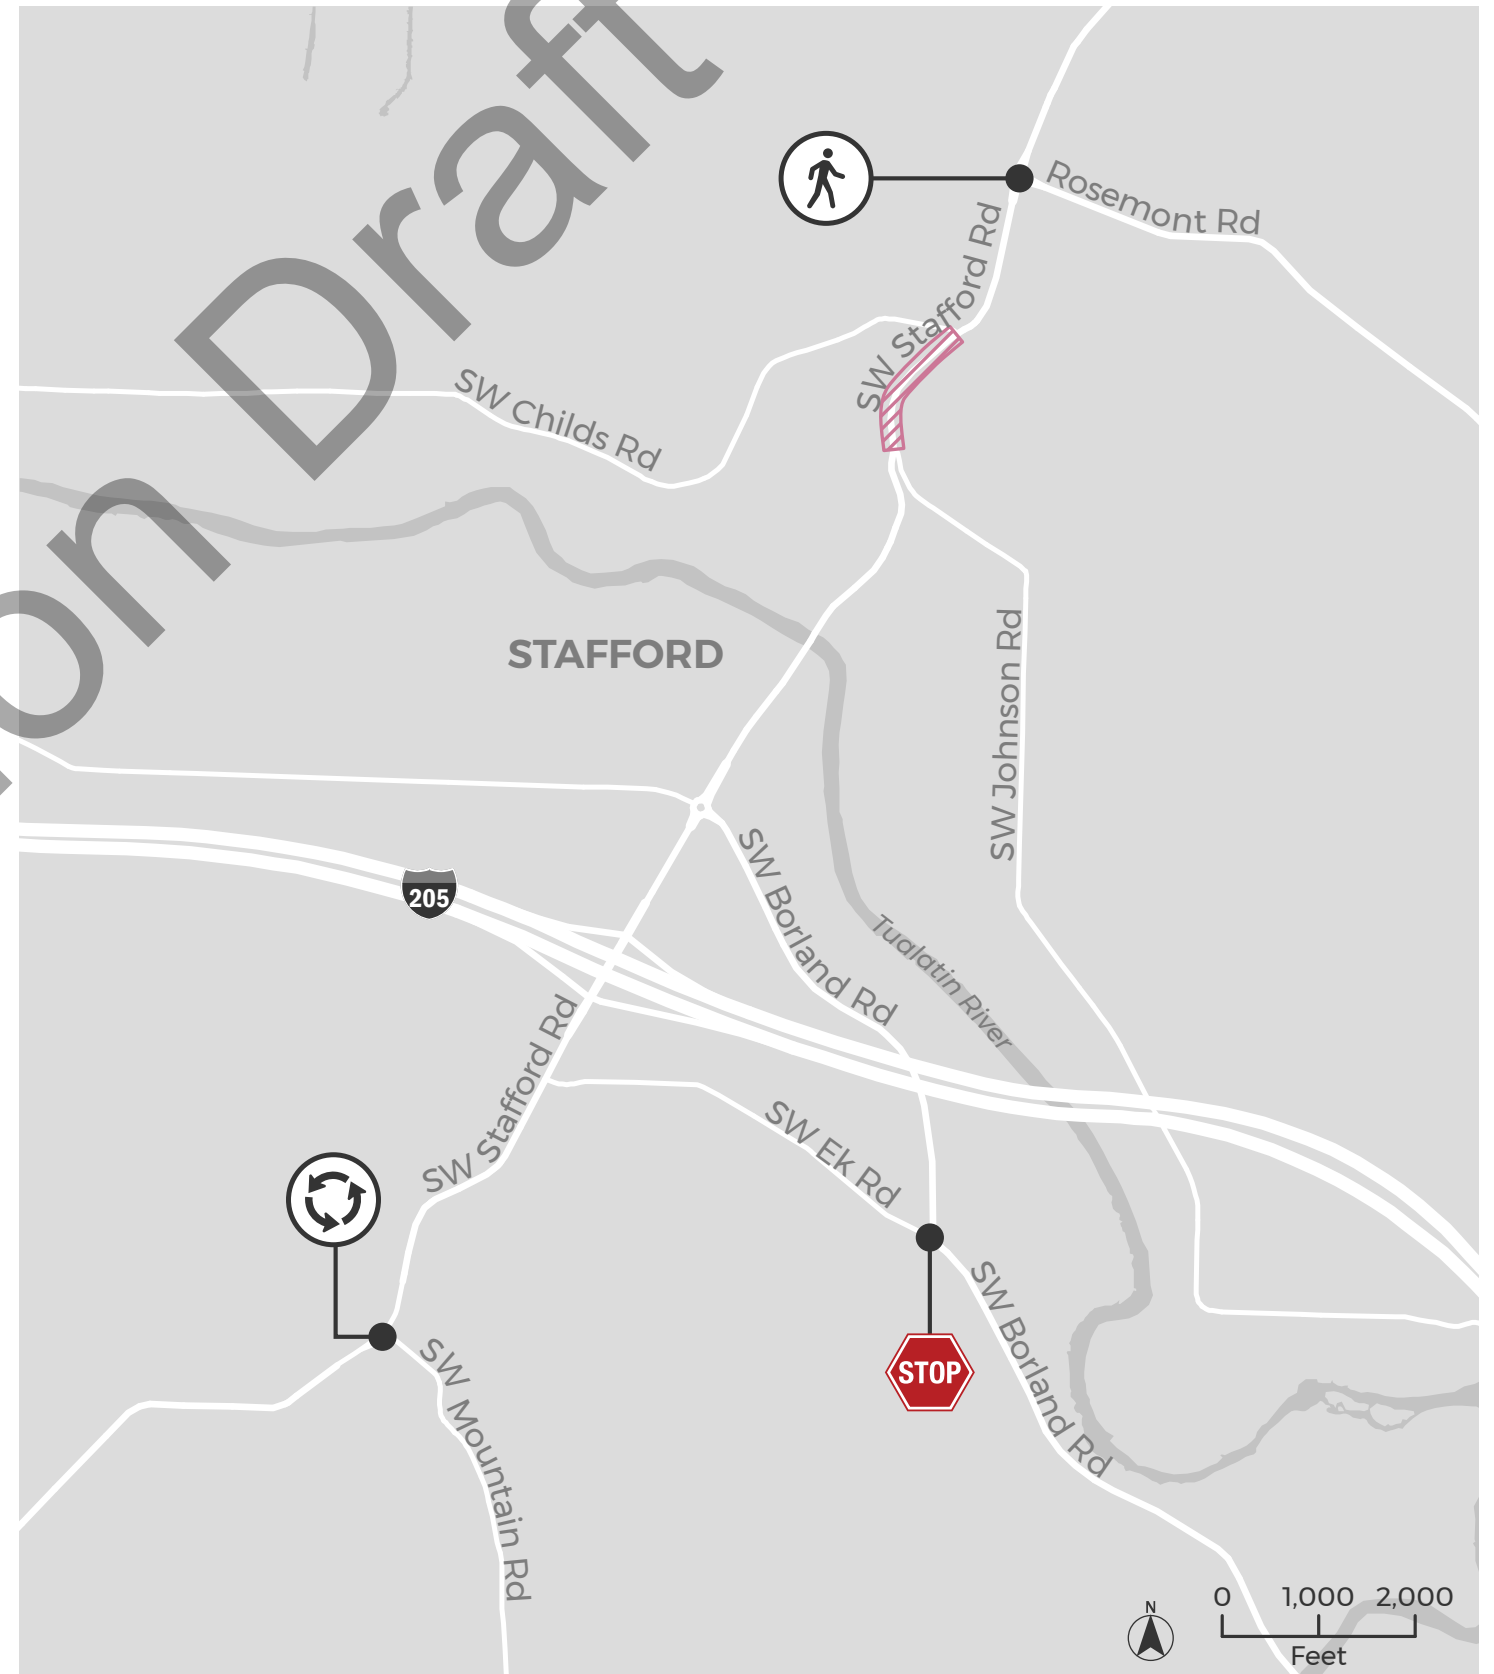 on Draft
Rosemont Rd
SW Stafford Rd
SW Childs Rd
STAFFORD
SW Johnson Rd
SW Borland Rd
205
Tualatin River
SW Stafford Rd
SW Ek Rd
SW Borland Rd
SW Mountain Rd
STOP
N
0 1,000 2,000
Feet